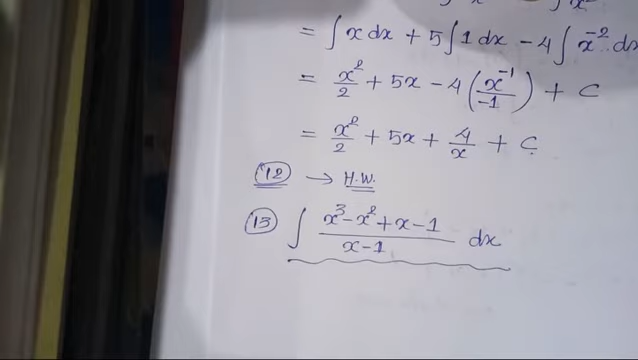 = ∫ x dx + 5∫ 1 dx - 4∫ x⁻² dx
= x²/2 + 5x - 4(x⁻¹/-1) + C
= x²/2 + 5x + 4/x + C
12 → H.W.
13 ∫ x³-x²+x-1/x-1 dx